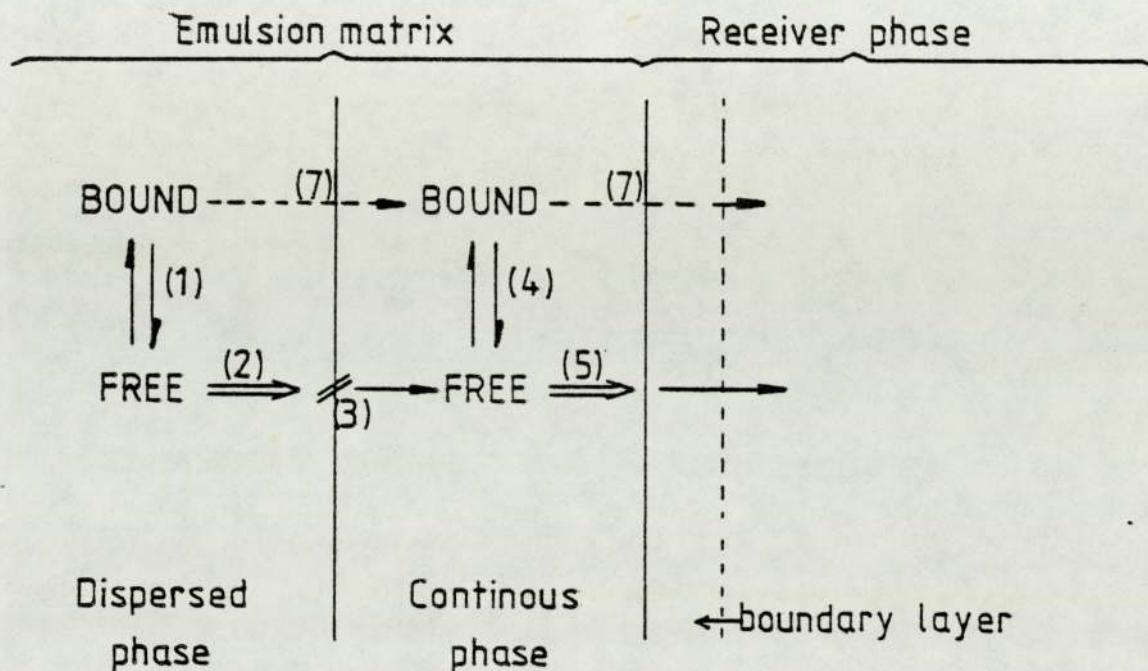 Emulsion matrix
Receiver phase
BOUND (7) BOUND (7)
(1) (4)
FREE (2) (3) FREE (5)
Dispersed phase
Continous phase
←boundary layer